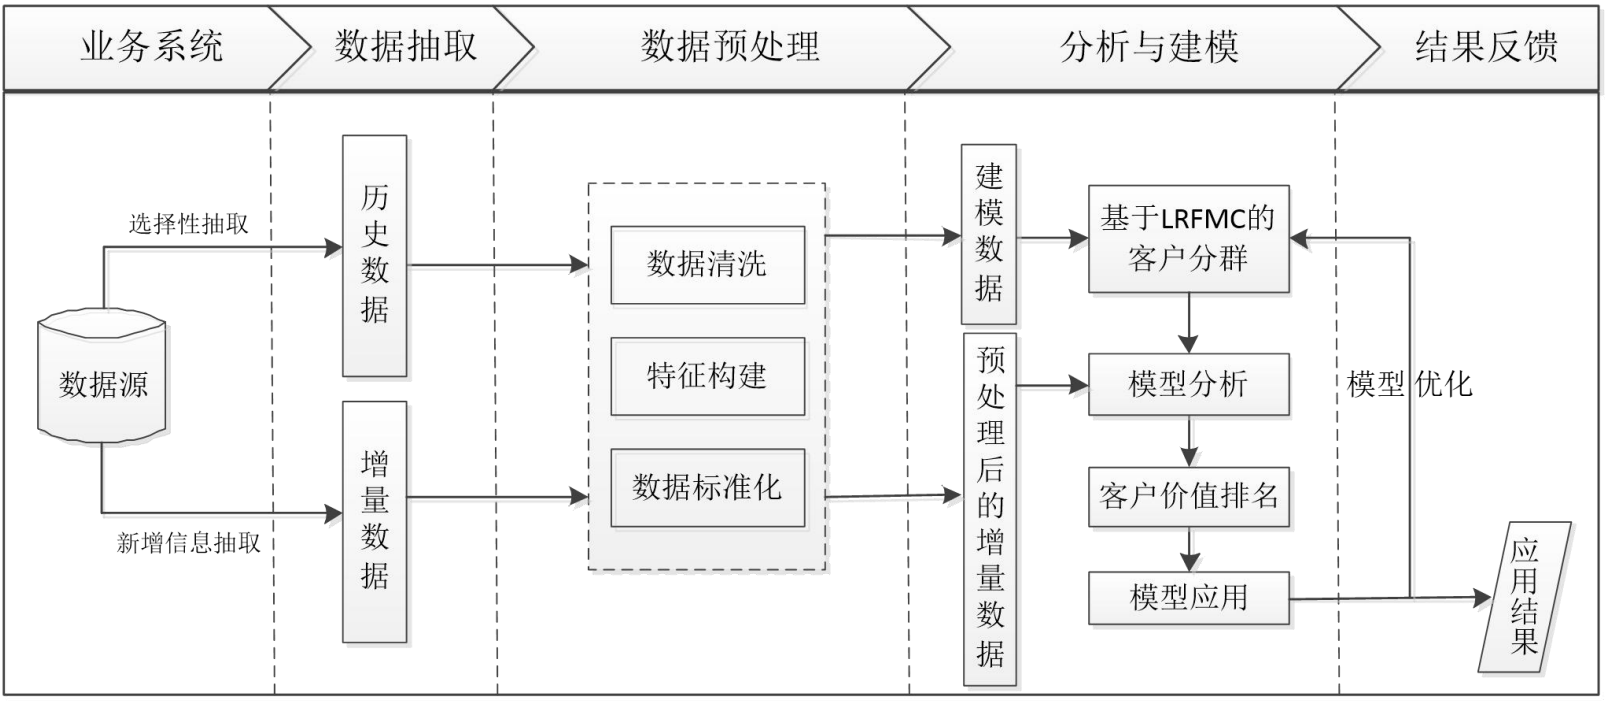 业务系统
数据抽取
数据预处理
分析与建模
结果反馈
选择性抽取
数据源
新增信息抽取
历史数据
增量数据
数据清洗
特征构建
数据标准化
建模数据
预处理后的增量数据
基于LRFMC的
客户分群
模型分析
客户价值排名
模型应用
模型优化
应用结果